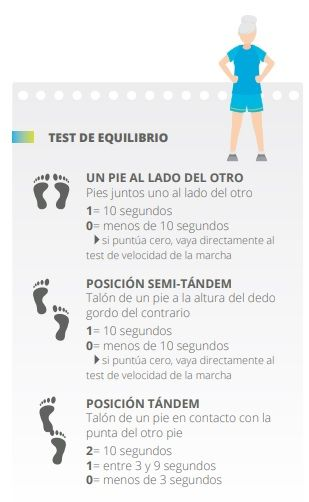 TEST DE EQUILIBRIO
UN PIE AL LADO DEL OTRO
Pies juntos uno al lado del otro
1= 10 segundos
0= menos de 10 segundos
si puntúa cero, vaya directamente al
test de velocidad de la marcha
POSICIÓN SEMI-TÁNDEM
Talón de un pie a la altura del dedo
gordo del contrario
1= 10 segundos
0= menos de 10 segundos
si puntúa cero, vaya directamente al
test de velocidad de la marcha
POSICIÓN TÁNDEM
Talón de un pie en contacto con la
punta del otro pie
2= 10 segundos
1= entre 3 y 9 segundos
0= menos de 3 segundos